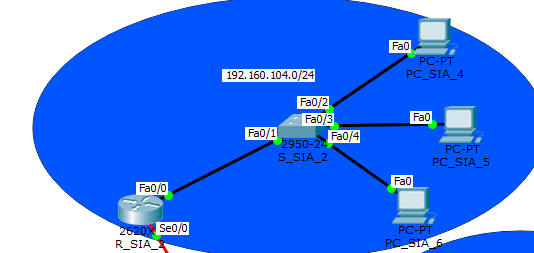 Fa0
PC-PT
PC_SIA_4
192.160.104.0/24
Fa0/2
Fa0/3
Fa0
Fa0/1
Fa0/4
2950-24
S_SIA_2
PC-PT
PC_SIA_5
Fa0
Fa0/0
2620X
R_SIA_2
Se0/0
PC-PT
PC_SIA_6